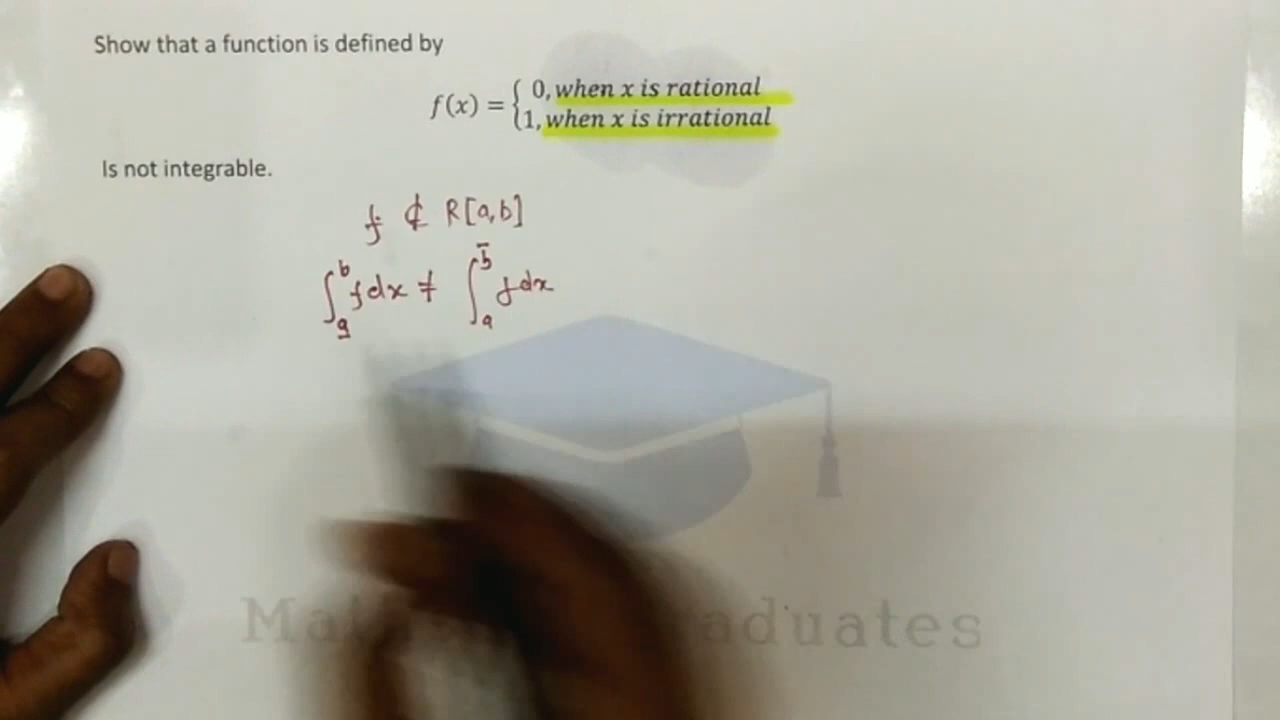 Show that a function is defined by
f(x) = { 0, when x is rational
1, when x is irrational
Is not integrable.
f ⊄ R[a,b]
∫_a^b f dx ≠ ∫_a^b̄ f dx
aduates